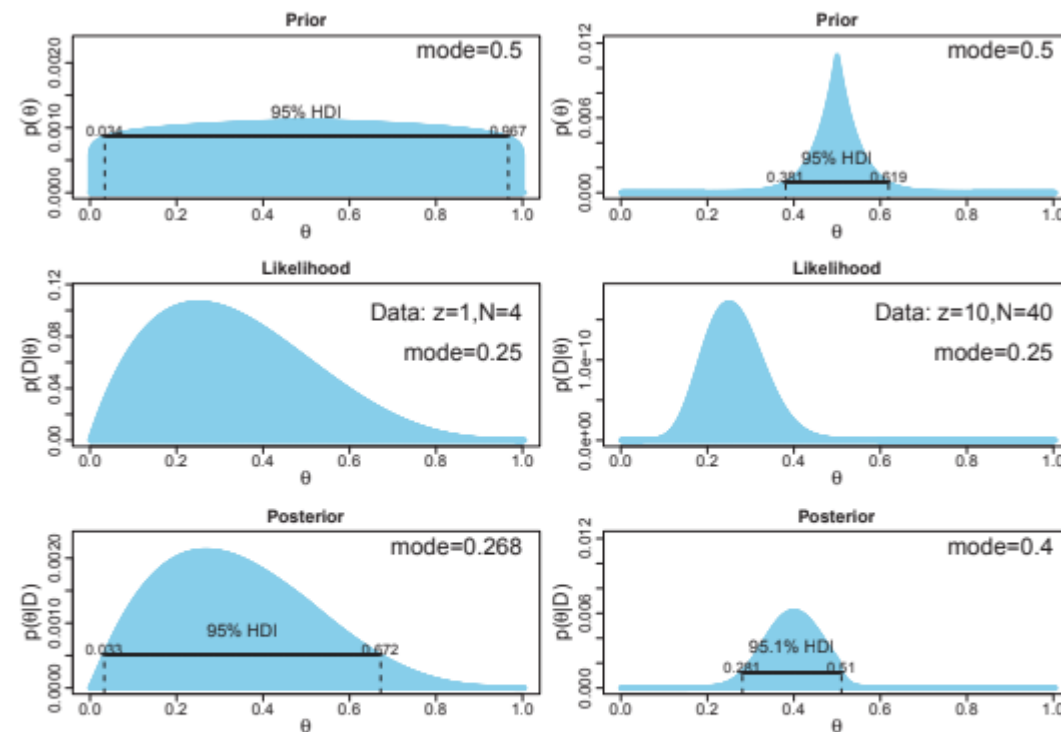 Prior
mode=0.5
95% HDI
0.034 0.967
p(θ)
0.0000 0.0010 0.0020
0.0 0.2 0.4 0.6 0.8 1.0
θ
Prior
mode=0.5
95% HDI
0.381 0.619
p(θ)
0.000 0.006 0.012
0.0 0.2 0.4 0.6 0.8 1.0
θ
Likelihood
Data: z=1,N=4
mode=0.25
p(D|θ)
0.00 0.04 0.08 0.12
0.0 0.2 0.4 0.6 0.8 1.0
θ
Likelihood
Data: z=10,N=40
mode=0.25
p(D|θ)
0.0e+00 1.0e-10
0.0 0.2 0.4 0.6 0.8 1.0
θ
Posterior
mode=0.268
95% HDI
0.033 0.672
p(θ|D)
0.0000 0.0010 0.0020
0.0 0.2 0.4 0.6 0.8 1.0
θ
Posterior
mode=0.4
95.1% HDI
0.281 0.51
p(θ|D)
0.000 0.006 0.012
0.0 0.2 0.4 0.6 0.8 1.0
θ